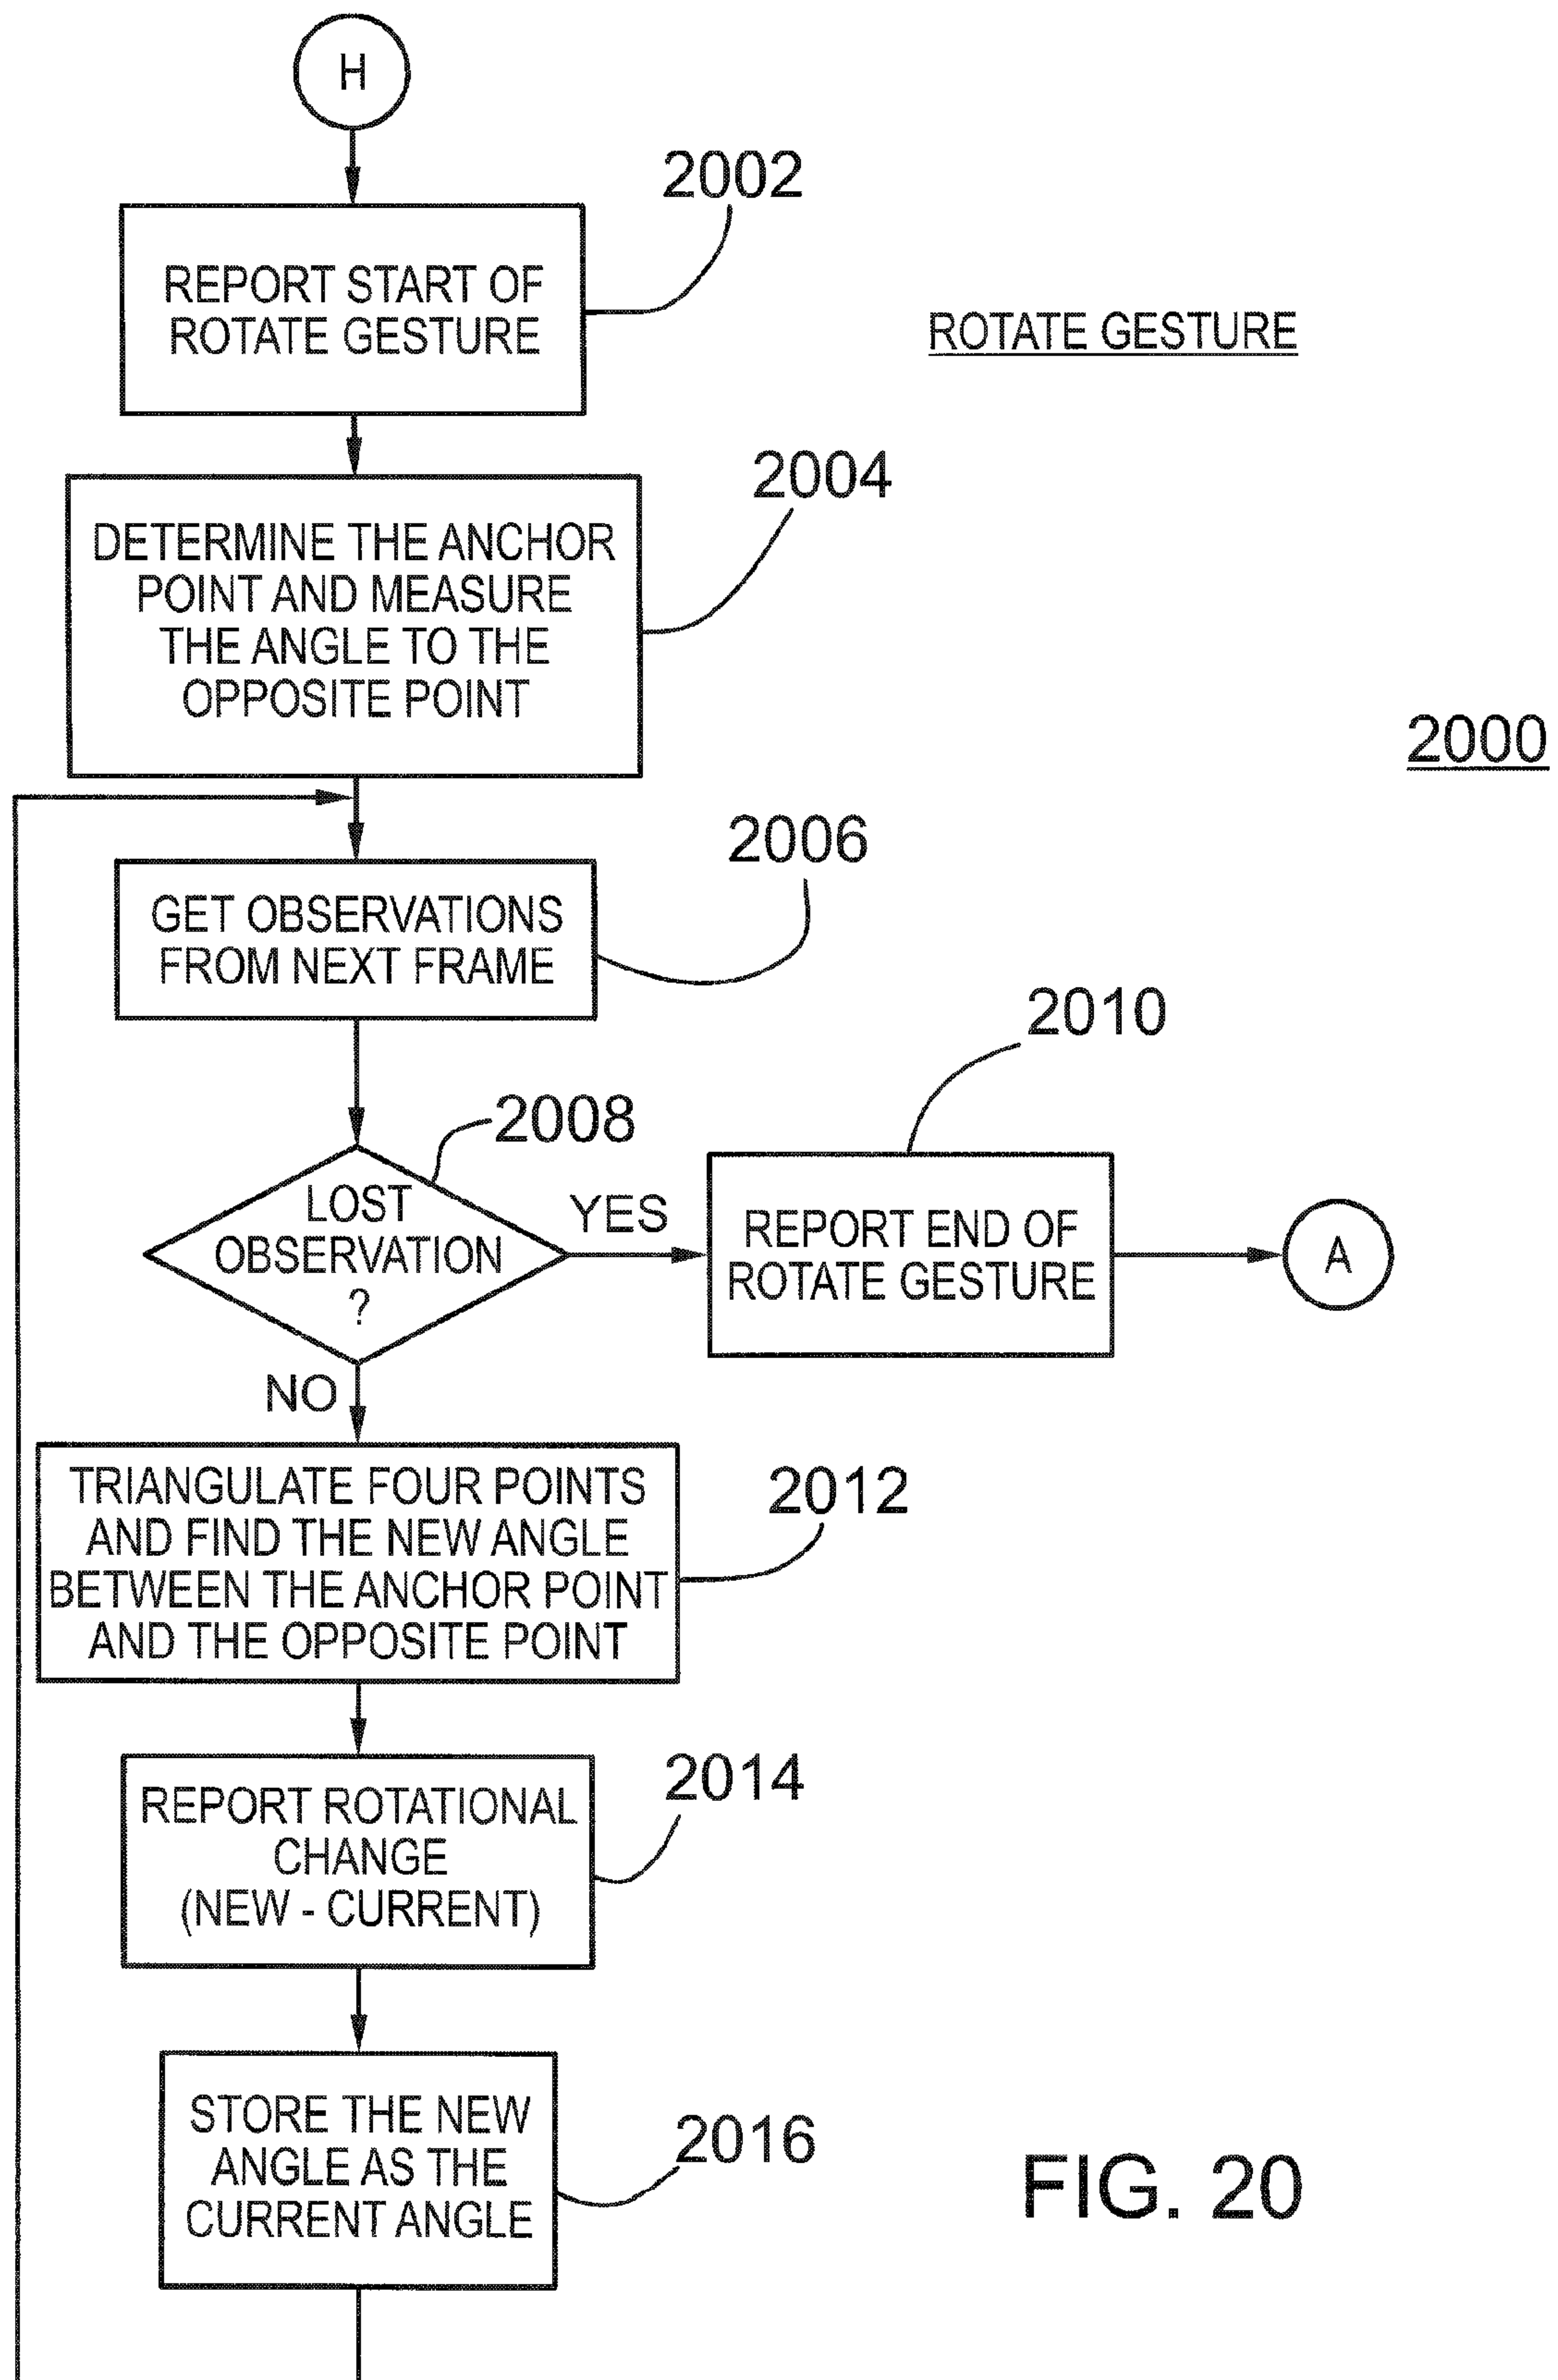 H
2002
REPORT START OF
ROTATE GESTURE
ROTATE GESTURE
2004
DETERMINE THE ANCHOR
POINT AND MEASURE
THE ANGLE TO THE
OPPOSITE POINT
2000
2006
GET OBSERVATIONS
FROM NEXT FRAME
2010
2008
LOST
OBSERVATION
?
YES
REPORT END OF
ROTATE GESTURE
A
NO
TRIANGULATE FOUR POINTS
AND FIND THE NEW ANGLE
BETWEEN THE ANCHOR POINT
AND THE OPPOSITE POINT
2012
REPORT ROTATIONAL
CHANGE
(NEW - CURRENT)
2014
STORE THE NEW
ANGLE AS THE
CURRENT ANGLE
2016
FIG. 20